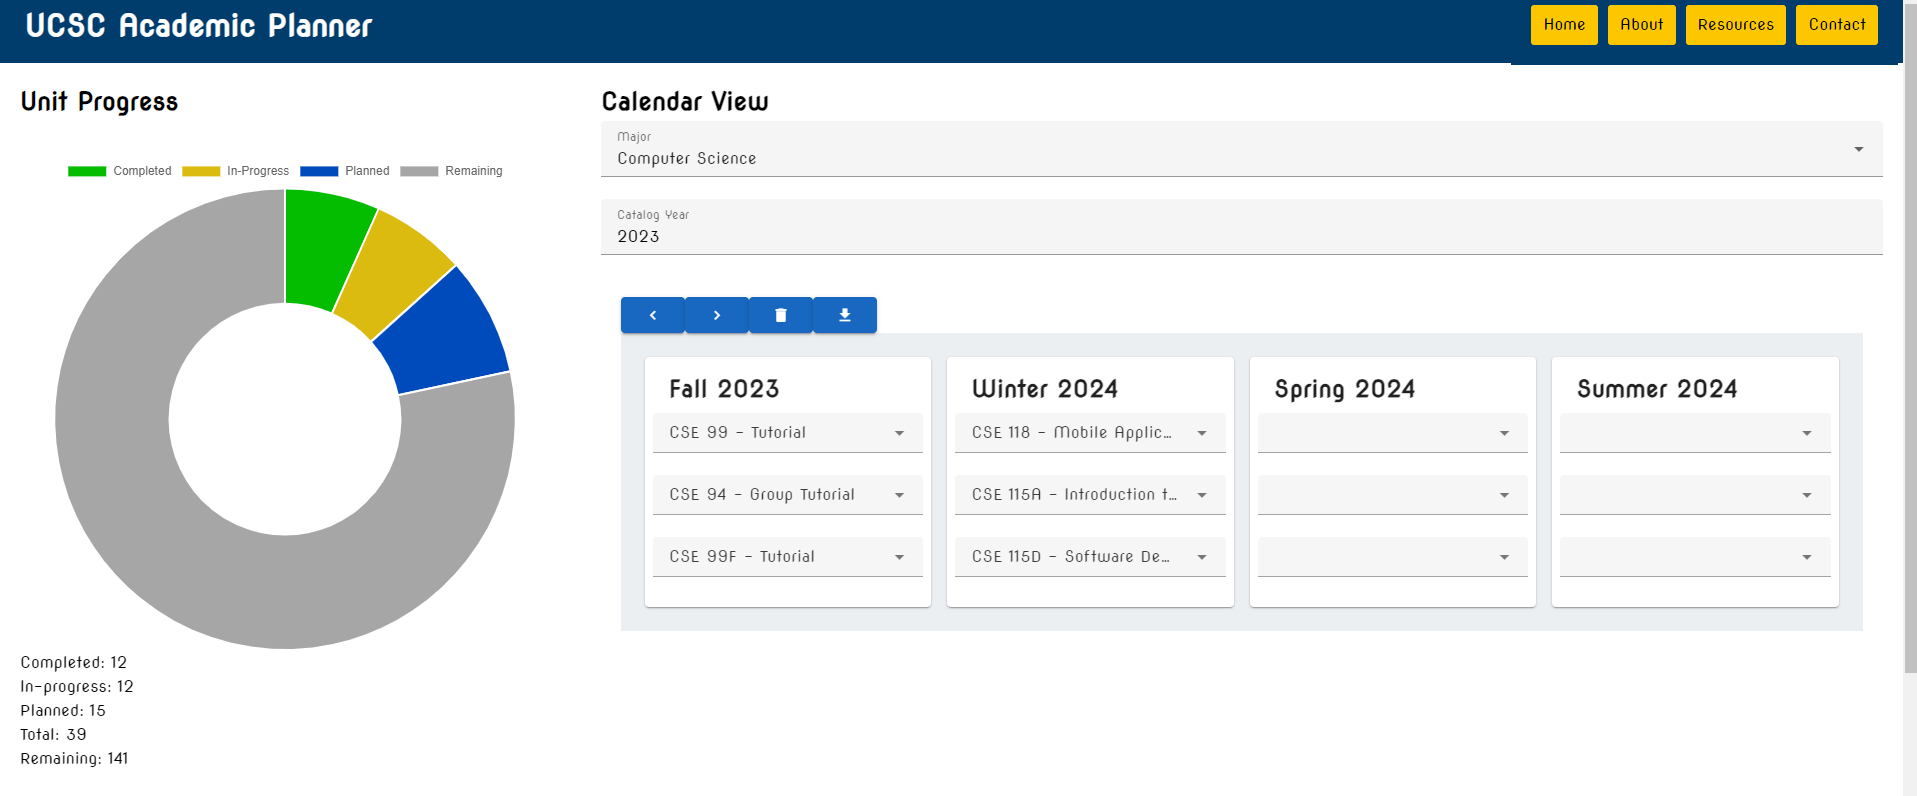 UCSC Academic Planner
Home
About
Resources
Contact
Unit Progress
Completed
In-Progress
Planned
Remaining
Completed: 12
In-progress: 12
Planned: 15
Total: 39
Remaining: 141
Calendar View
Major
Computer Science
Catalog Year
2023
Fall 2023
CSE 99 - Tutorial
CSE 94 - Group Tutorial
CSE 99F - Tutorial
Winter 2024
CSE 118 - Mobile Applic...
CSE 115A - Introduction t...
CSE 115D - Software De...
Spring 2024
Summer 2024